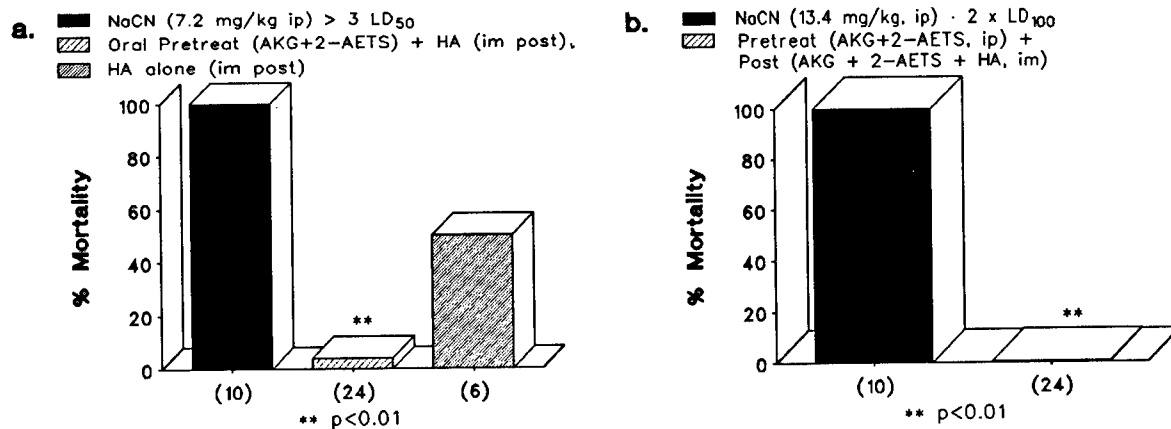 a.
NaCN (7.2 mg/kg ip) > 3 LD50
Oral Pretreat (AKG+2-AETS) + HA (im post),
HA alone (im post)
% Mortality
100
80
60
40
20
0
**
(10) (24) (6)
** p<0.01
b.
NaCN (13.4 mg/kg, ip) · 2 x LD100
Pretreat (AKG+2-AETS, ip) +
Post (AKG + 2-AETS + HA, im)
% Mortality
100
80
60
40
20
0
**
(10) (24)
** p<0.01